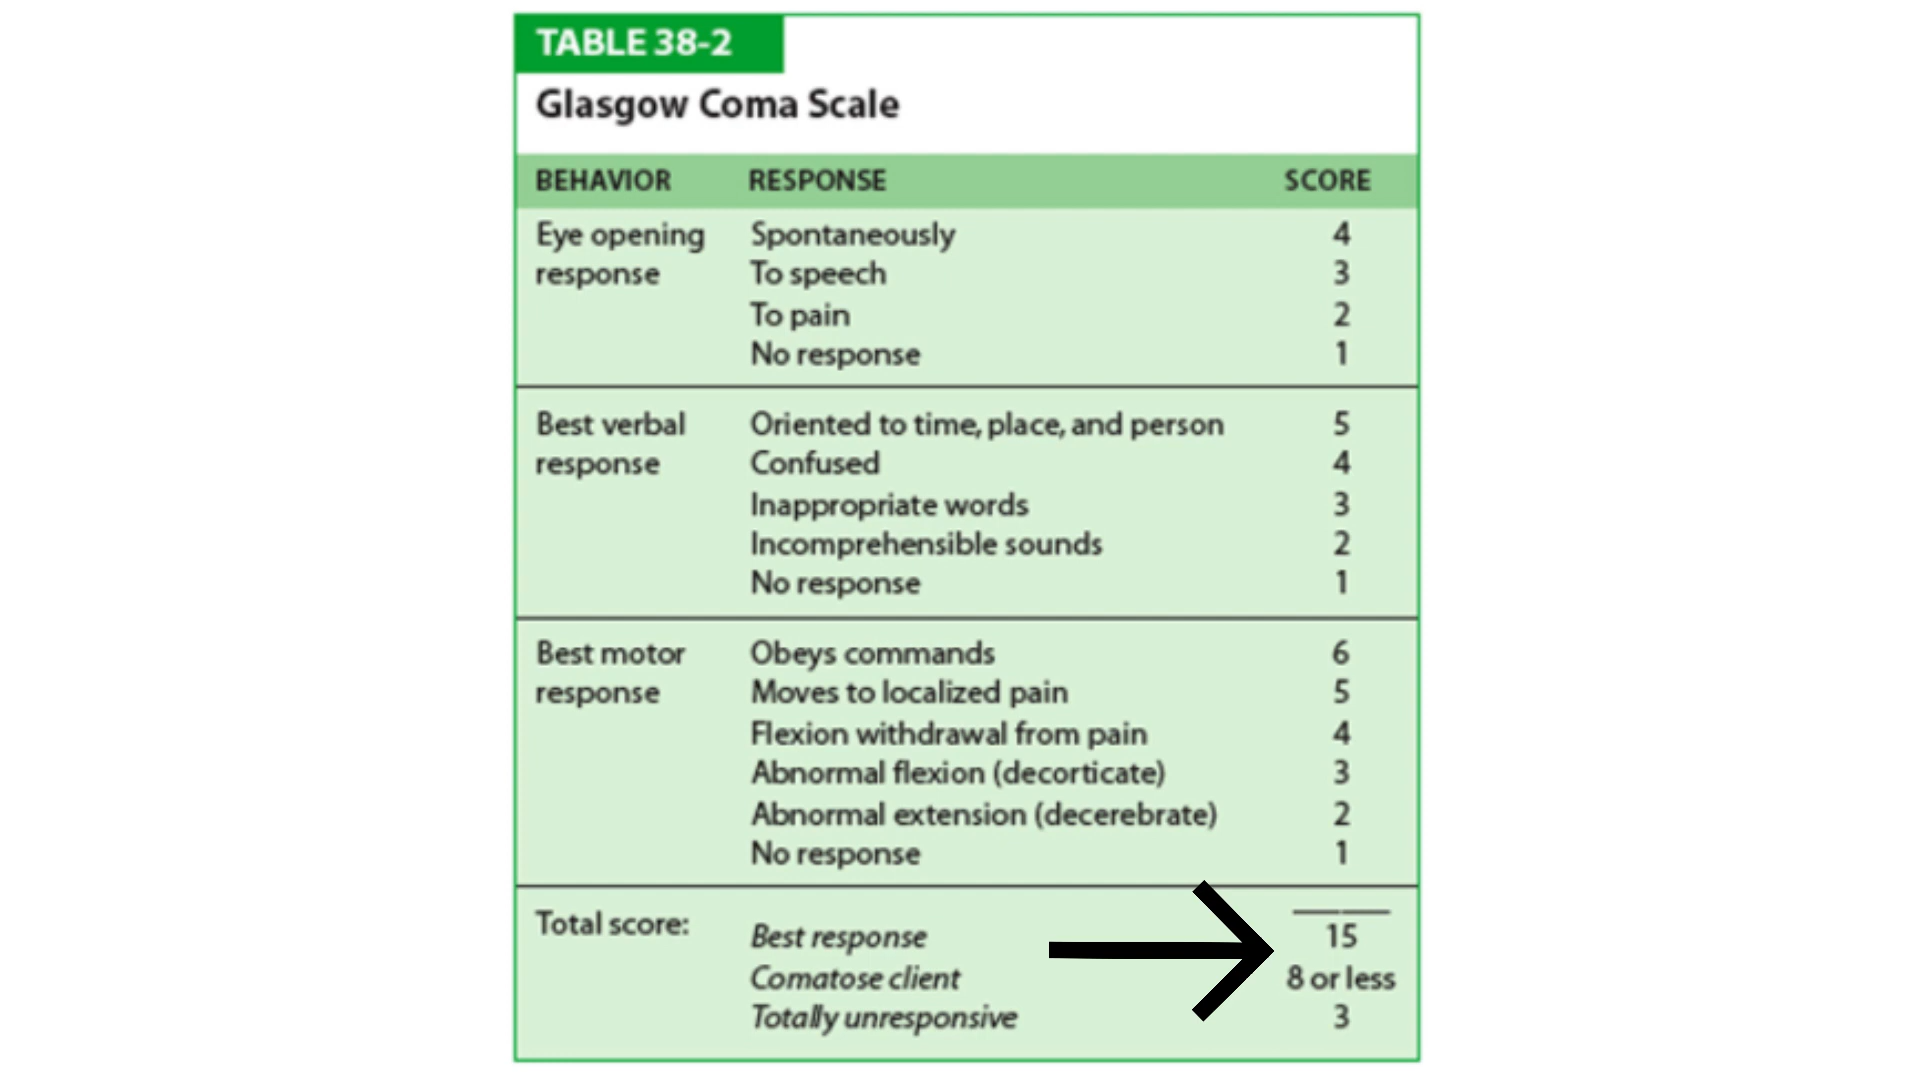 TABLE 38-2
Glasgow Coma Scale
BEHAVIOR RESPONSE SCORE
Eye opening Spontaneously 4
response To speech 3
To pain 2
No response 1
Best verbal Oriented to time, place, and person 5
response Confused 4
Inappropriate words 3
Incomprehensible sounds 2
No response 1
Best motor Obeys commands 6
response Moves to localized pain 5
Flexion withdrawal from pain 4
Abnormal flexion (decorticate) 3
Abnormal extension (decerebrate) 2
No response 1
Total score:
Best response 15
Comatose client 8 or less
Totally unresponsive 3